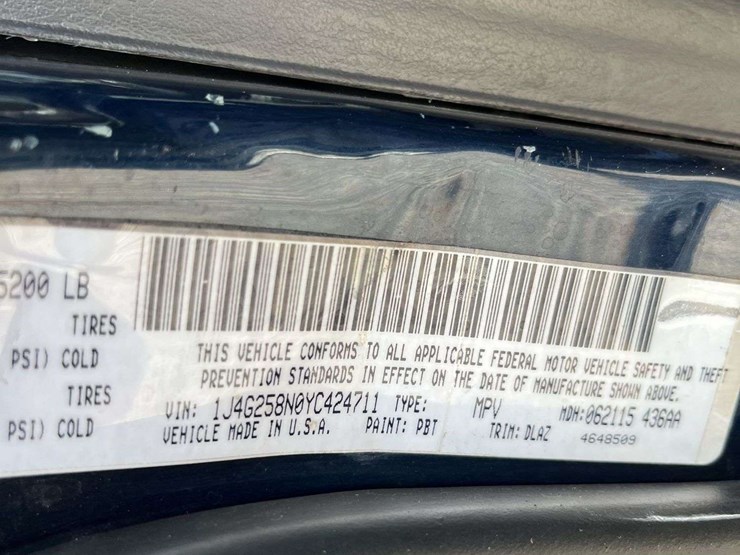 5200 LB
TIRES
PSI) COLD
TIRES
PSI) COLD
THIS VEHICLE CONFORMS TO ALL APPLICABLE FEDERAL MOTOR VEHICLE SAFETY AND THEFT
PREVENTION STANDARDS IN EFFECT ON THE DATE OF MANUFACTURE SHOWN ABOVE.
VIN: 1J4G258N0YC424711 TYPE: MPV MDH:062115 436AA
VEHICLE MADE IN U.S.A. PAINT: PBT TRIM: DLAZ 4648509